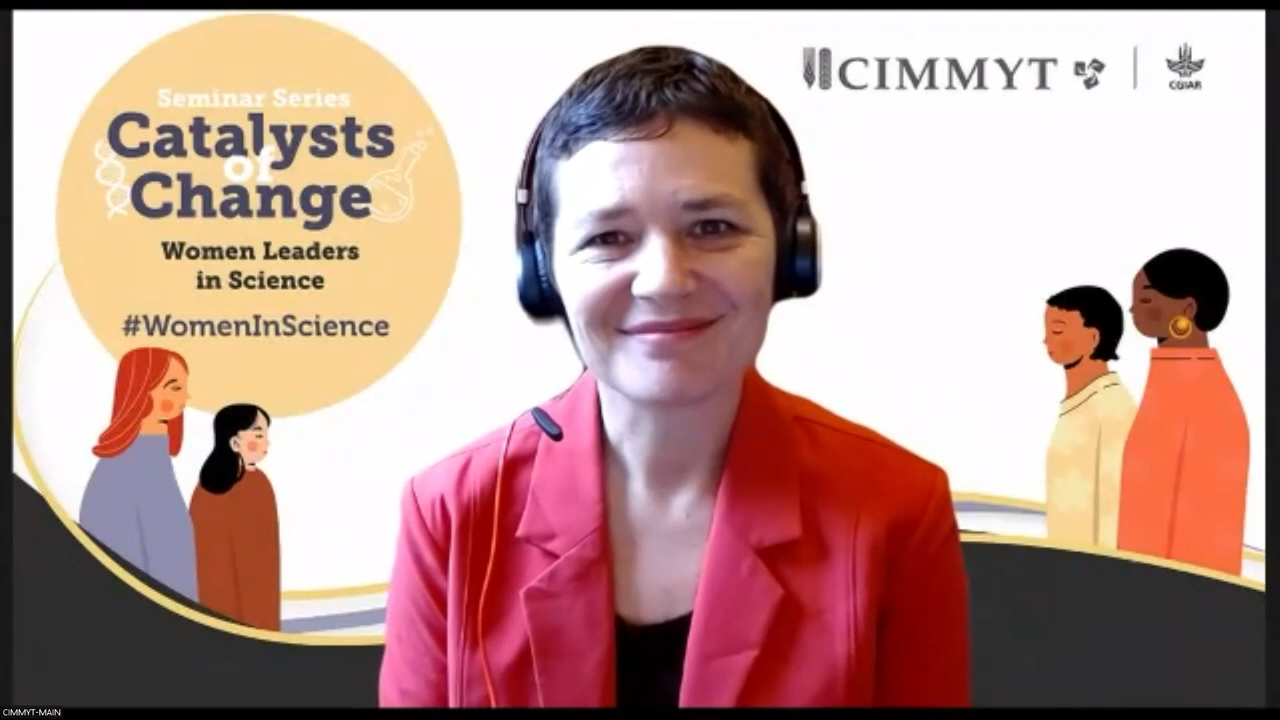 Seminar Series
Catalysts
of
Change
Women Leaders
in Science
#WomenInScience
CIMMYT
CGIAR
CIMMYT-MAIN